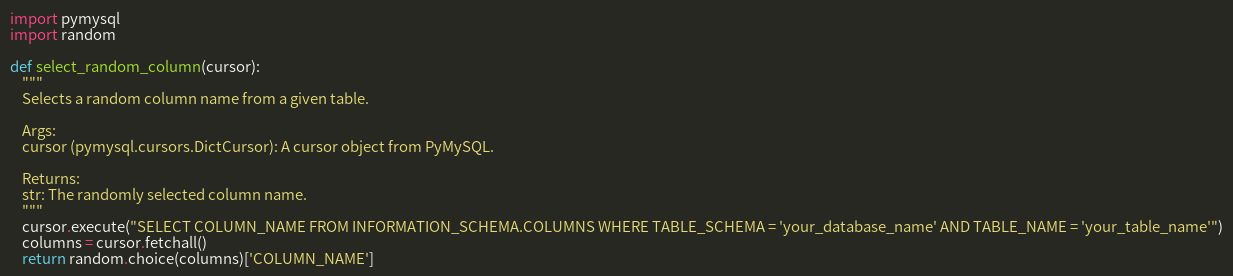 import pymysql
import random
def select_random_column(cursor):
"""
Selects a random column name from a given table.
Args:
cursor (pymysql.cursors.DictCursor): A cursor object from PyMySQL.
Returns:
str: The randomly selected column name.
"""
cursor.execute("SELECT COLUMN_NAME FROM INFORMATION_SCHEMA.COLUMNS WHERE TABLE_SCHEMA = 'your_database_name' AND TABLE_NAME = 'your_table_name'")
columns = cursor.fetchall()
return random.choice(columns)['COLUMN_NAME']